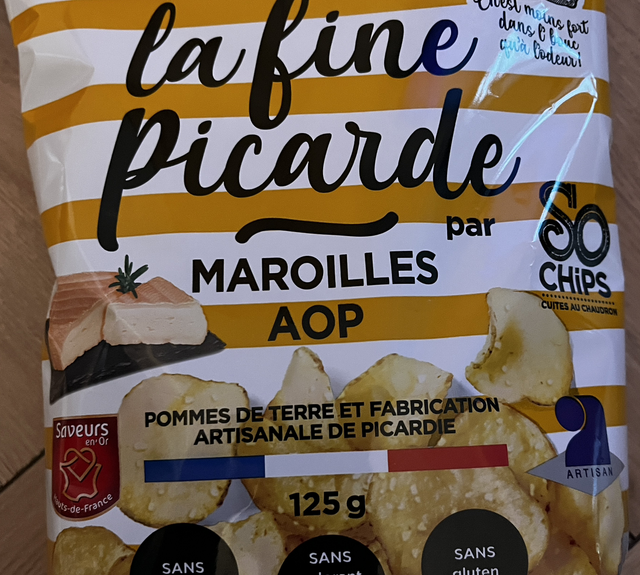 C'est moins fort
dans l' bouc
qu'à l'odeur!
la fine
Picarde
par
SO
CHiPS
CUITES AU CHAUDRON
MAROILLES
AOP
POMMES DE TERRE ET FABRICATION
ARTISANALE DE PICARDIE
Saveurs
en'Or
Hauts-de-France
ARTISAN
125 g
SANS
SANS
SANS
gluten